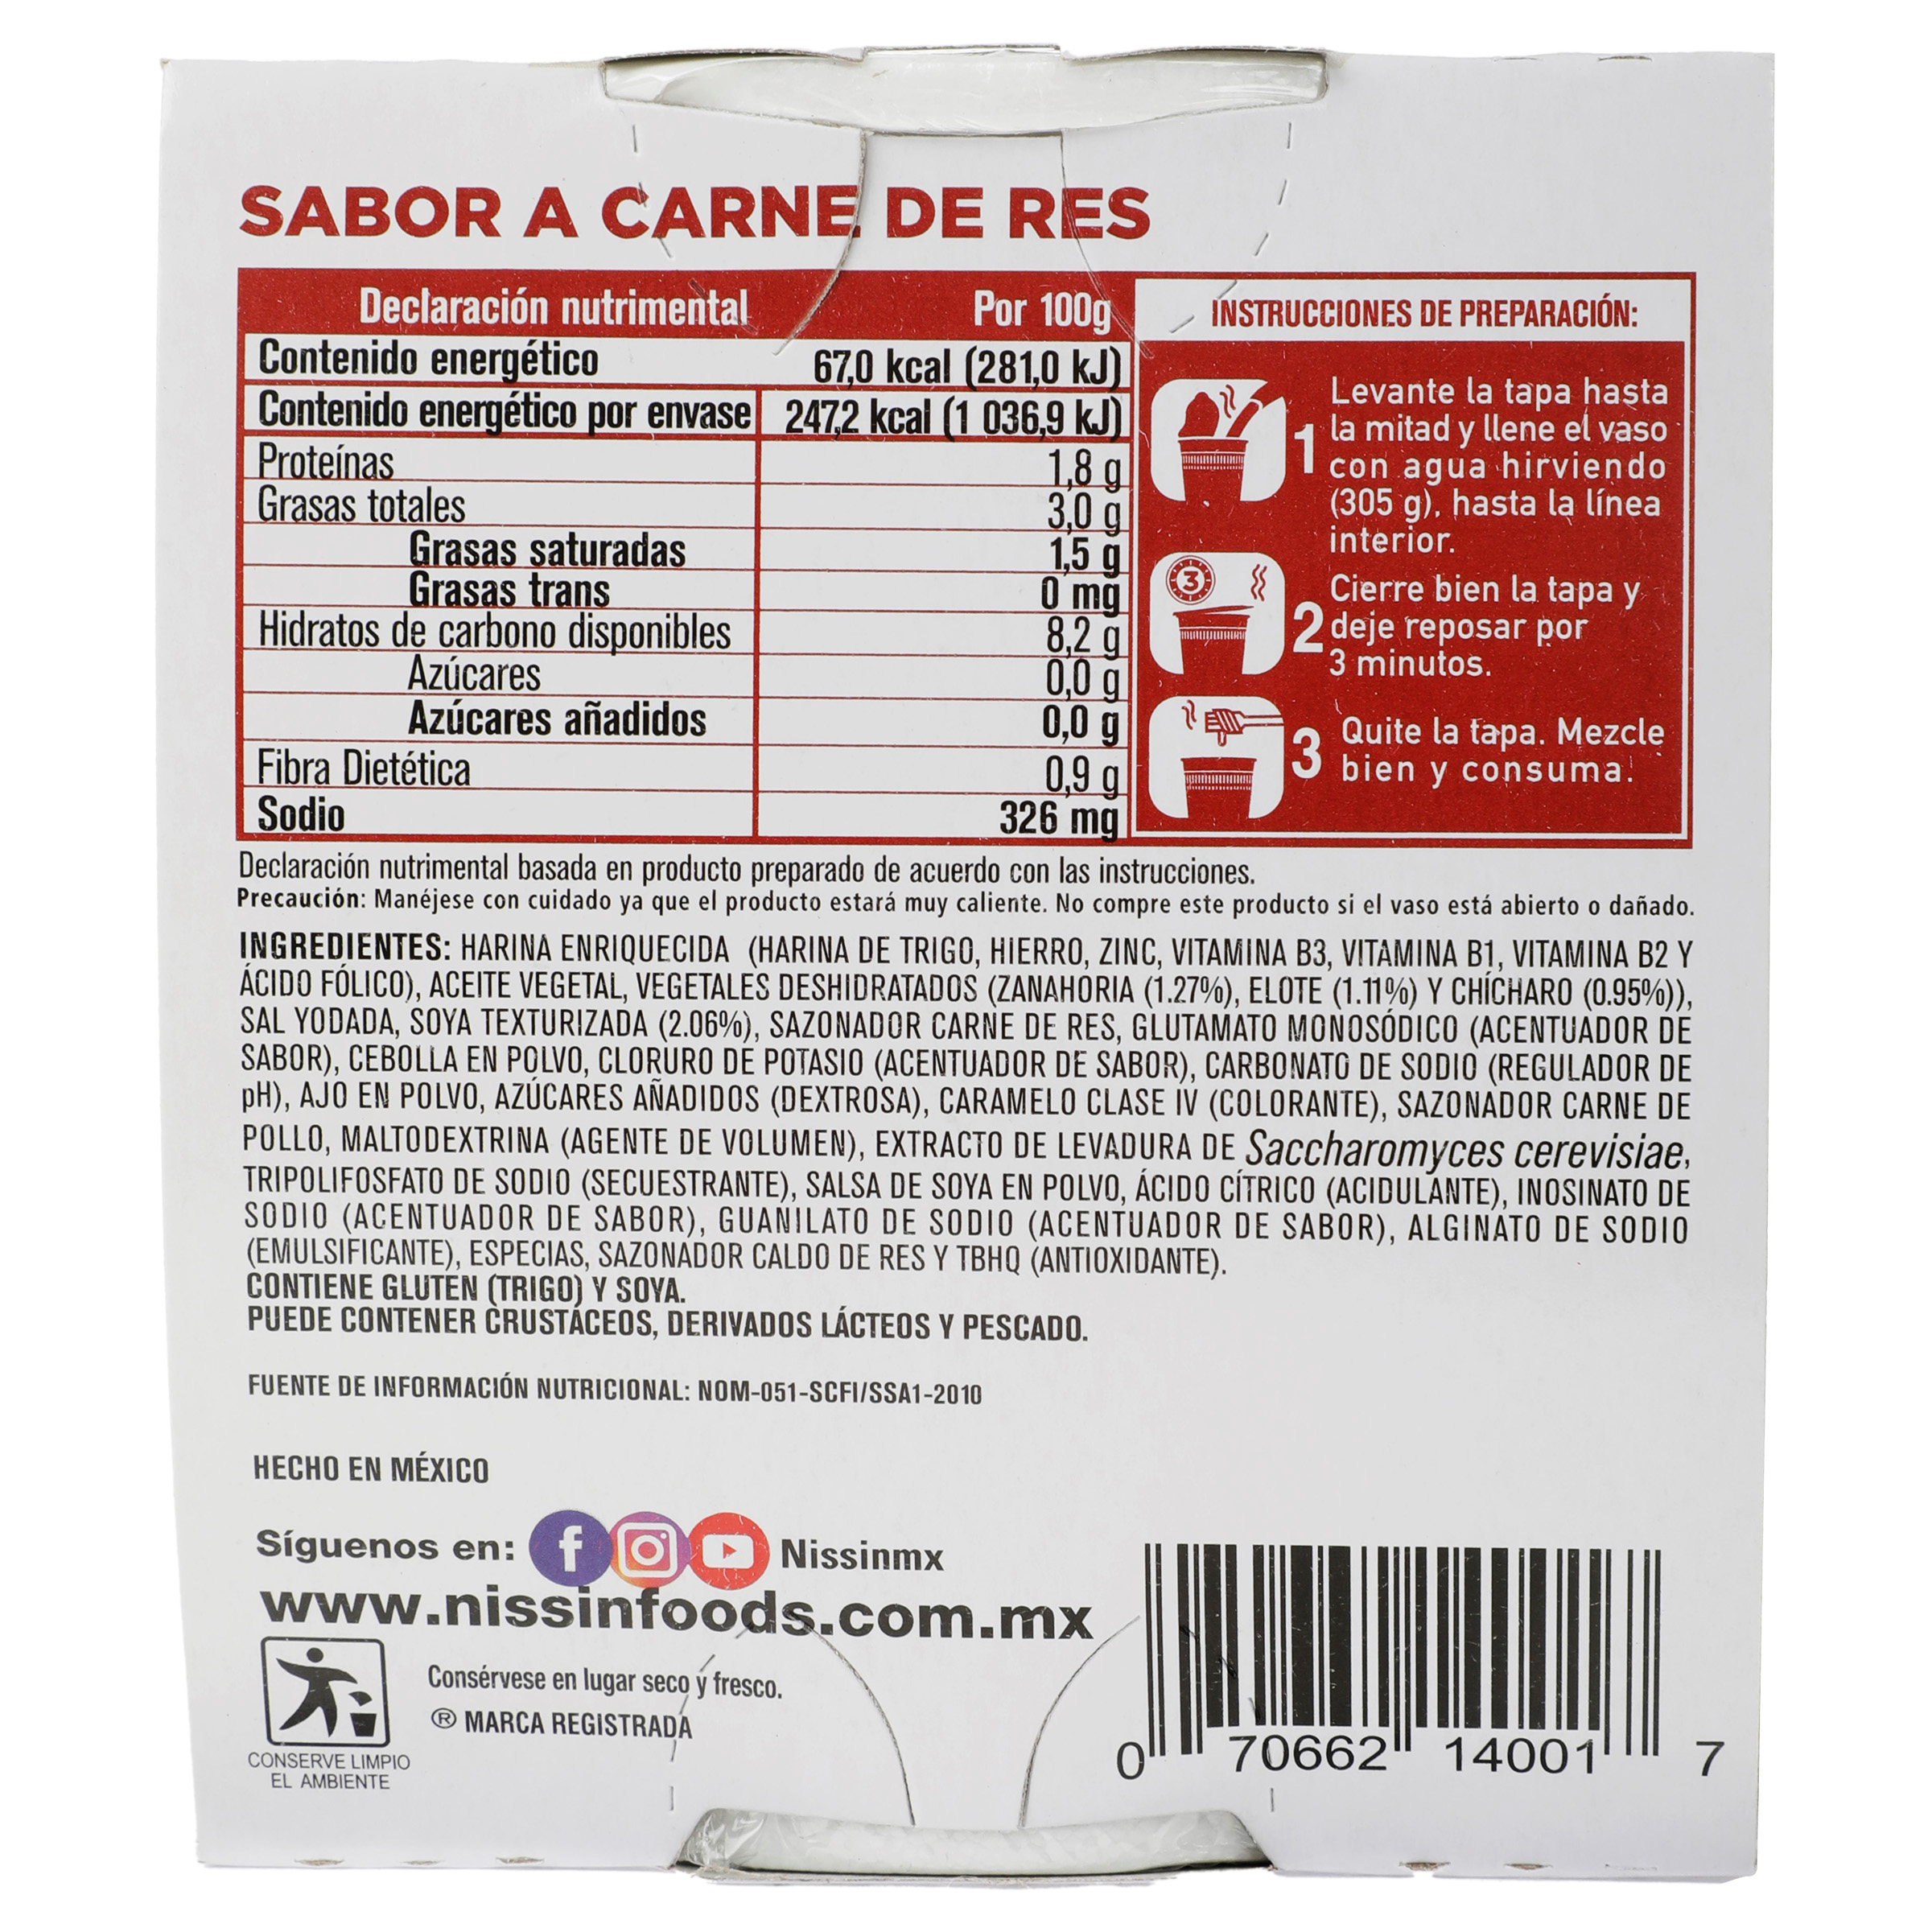 SABOR A CARNE DE RES
Declaración nutrimental Por 100g
Contenido energético 67,0 kcal (281,0 kJ)
Contenido energético por envase 247,2 kcal (1 036,9 kJ)
Proteínas 1,8 g
Grasas totales 3,0 g
Grasas saturadas 1,5 g
Grasas trans 0 mg
Hidratos de carbono disponibles 8,2 g
Azúcares 0,0 g
Azúcares añadidos 0,0 g
Fibra Dietética 0,9 g
Sodio 326 mg
INSTRUCCIONES DE PREPARACIÓN:
1 Levante la tapa hasta
la mitad y llene el vaso
con agua hirviendo
(305 g), hasta la línea
interior.
3
2 Cierre bien la tapa y
deje reposar por
3 minutos.
3 Quite la tapa. Mezcle
bien y consuma.
Declaración nutrimental basada en producto preparado de acuerdo con las instrucciones.
Precaución: Manéjese con cuidado ya que el producto estará muy caliente. No compre este producto si el vaso está abierto o dañado.
INGREDIENTES: HARINA ENRIQUECIDA (HARINA DE TRIGO, HIERRO, ZINC, VITAMINA B3, VITAMINA B1, VITAMINA B2 Y
ÁCIDO FÓLICO), ACEITE VEGETAL, VEGETALES DESHIDRATADOS (ZANAHORIA (1.27%), ELOTE (1.11%) Y CHÍCHARO (0.95%)),
SAL YODADA, SOYA TEXTURIZADA (2.06%), SAZONADOR CARNE DE RES, GLUTAMATO MONOSÓDICO (ACENTUADOR DE
SABOR), CEBOLLA EN POLVO, CLORURO DE POTASIO (ACENTUADOR DE SABOR), CARBONATO DE SODIO (REGULADOR DE
pH), AJO EN POLVO, AZÚCARES AÑADIDOS (DEXTROSA), CARAMELO CLASE IV (COLORANTE), SAZONADOR CARNE DE
POLLO, MALTODEXTRINA (AGENTE DE VOLUMEN), EXTRACTO DE LEVADURA DE Saccharomyces cerevisiae,
TRIPOLIFOSFATO DE SODIO (SECUESTRANTE), SALSA DE SOYA EN POLVO, ÁCIDO CÍTRICO (ACIDULANTE), INOSINATO DE
SODIO (ACENTUADOR DE SABOR), GUANILATO DE SODIO (ACENTUADOR DE SABOR), ALGINATO DE SODIO
(EMULSIFICANTE), ESPECIAS, SAZONADOR CALDO DE RES Y TBHQ (ANTIOXIDANTE).
CONTIENE GLUTEN (TRIGO) Y SOYA.
PUEDE CONTENER CRUSTÁCEOS, DERIVADOS LÁCTEOS Y PESCADO.
FUENTE DE INFORMACIÓN NUTRICIONAL: NOM-051-SCFI/SSA1-2010
HECHO EN MÉXICO
Síguenos en: f Nissinmx
www.nissinfoods.com.mx
Consérvese en lugar seco y fresco.
® MARCA REGISTRADA
CONSERVE LIMPIO
EL AMBIENTE
0 70662 14001 7